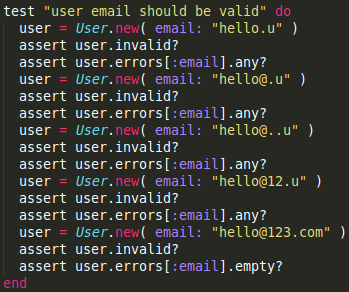 test "user email should be valid" do
  user = User.new( email: "hello.u" )
  assert user.invalid?
  assert user.errors[:email].any?
  user = User.new( email: "hello@.u" )
  assert user.invalid?
  assert user.errors[:email].any?
  user = User.new( email: "hello@..u" )
  assert user.invalid?
  assert user.errors[:email].any?
  user = User.new( email: "hello@12.u" )
  assert user.invalid?
  assert user.errors[:email].any?
  user = User.new( email: "hello@123.com" )
  assert user.invalid?
  assert user.errors[:email].empty?
end